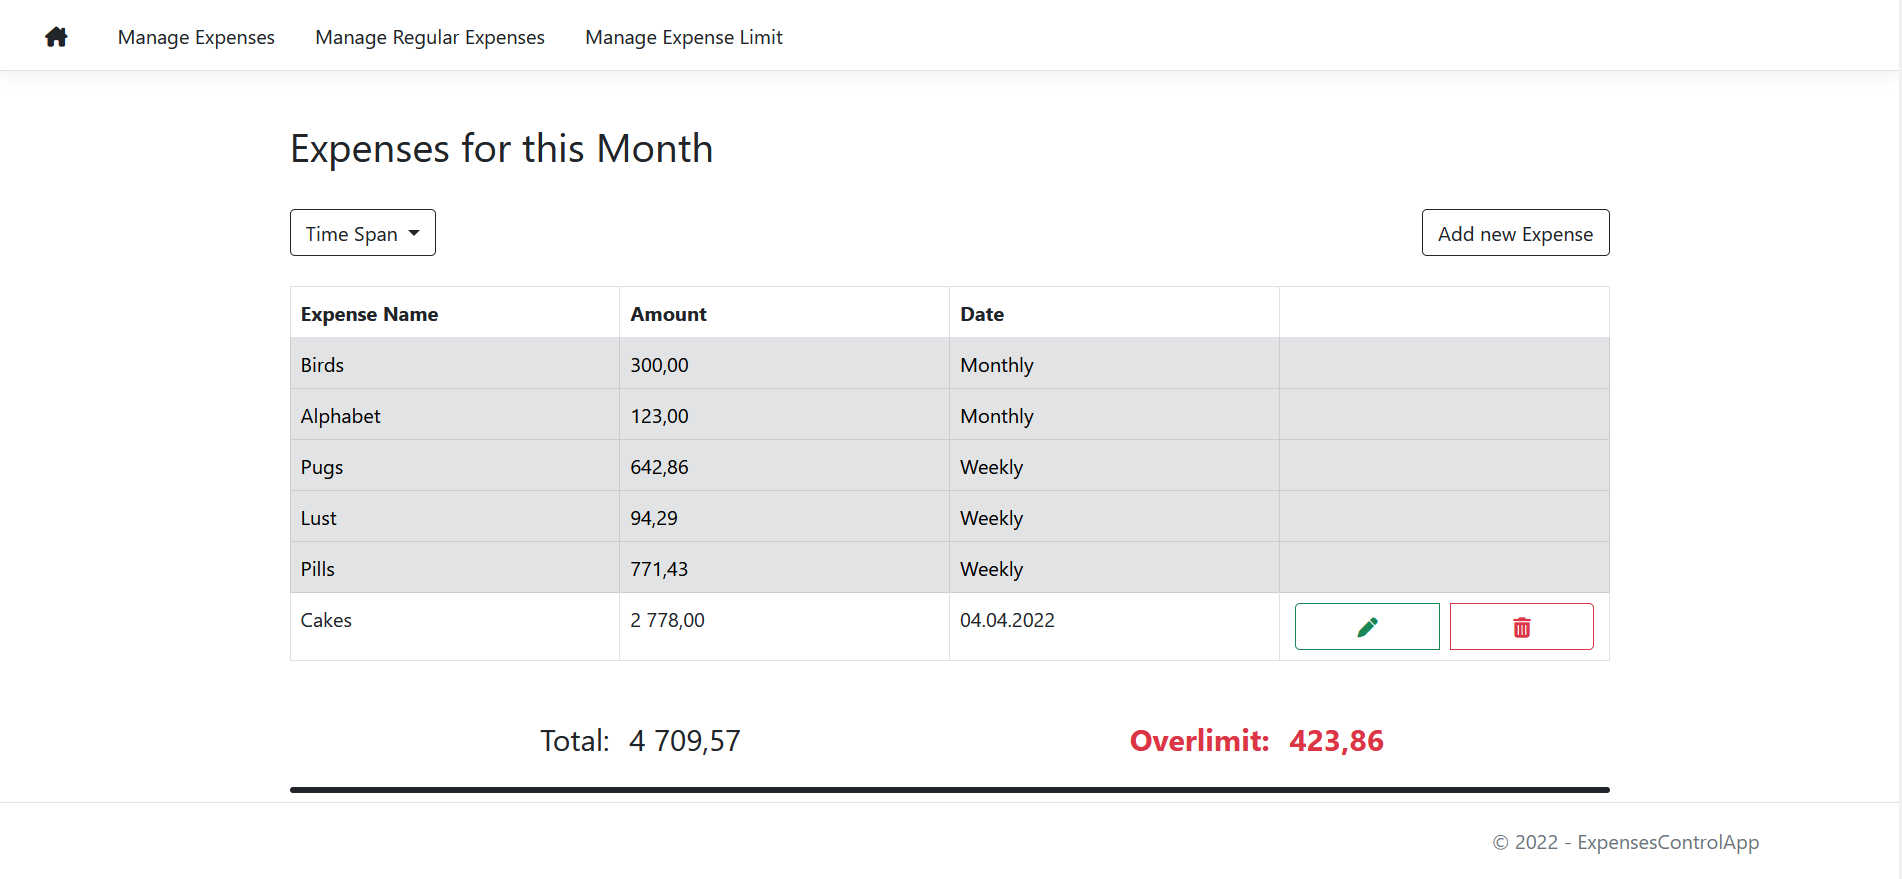 Manage Expenses Manage Regular Expenses Manage Expense Limit
Expenses for this Month
Time Span Add new Expense
Expense Name Amount Date
Birds 300,00 Monthly
Alphabet 123,00 Monthly
Pugs 642,86 Weekly
Lust 94,29 Weekly
Pills 771,43 Weekly
Cakes 2 778,00 04.04.2022
Total: 4 709,57 Overlimit: 423,86
© 2022 - ExpensesControlApp